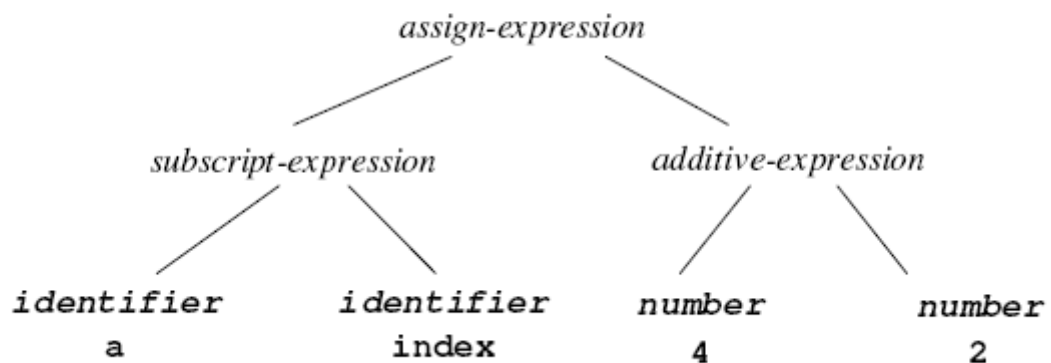 assign-expression
subscript-expression additive-expression
identifier identifier number number
a index 4 2